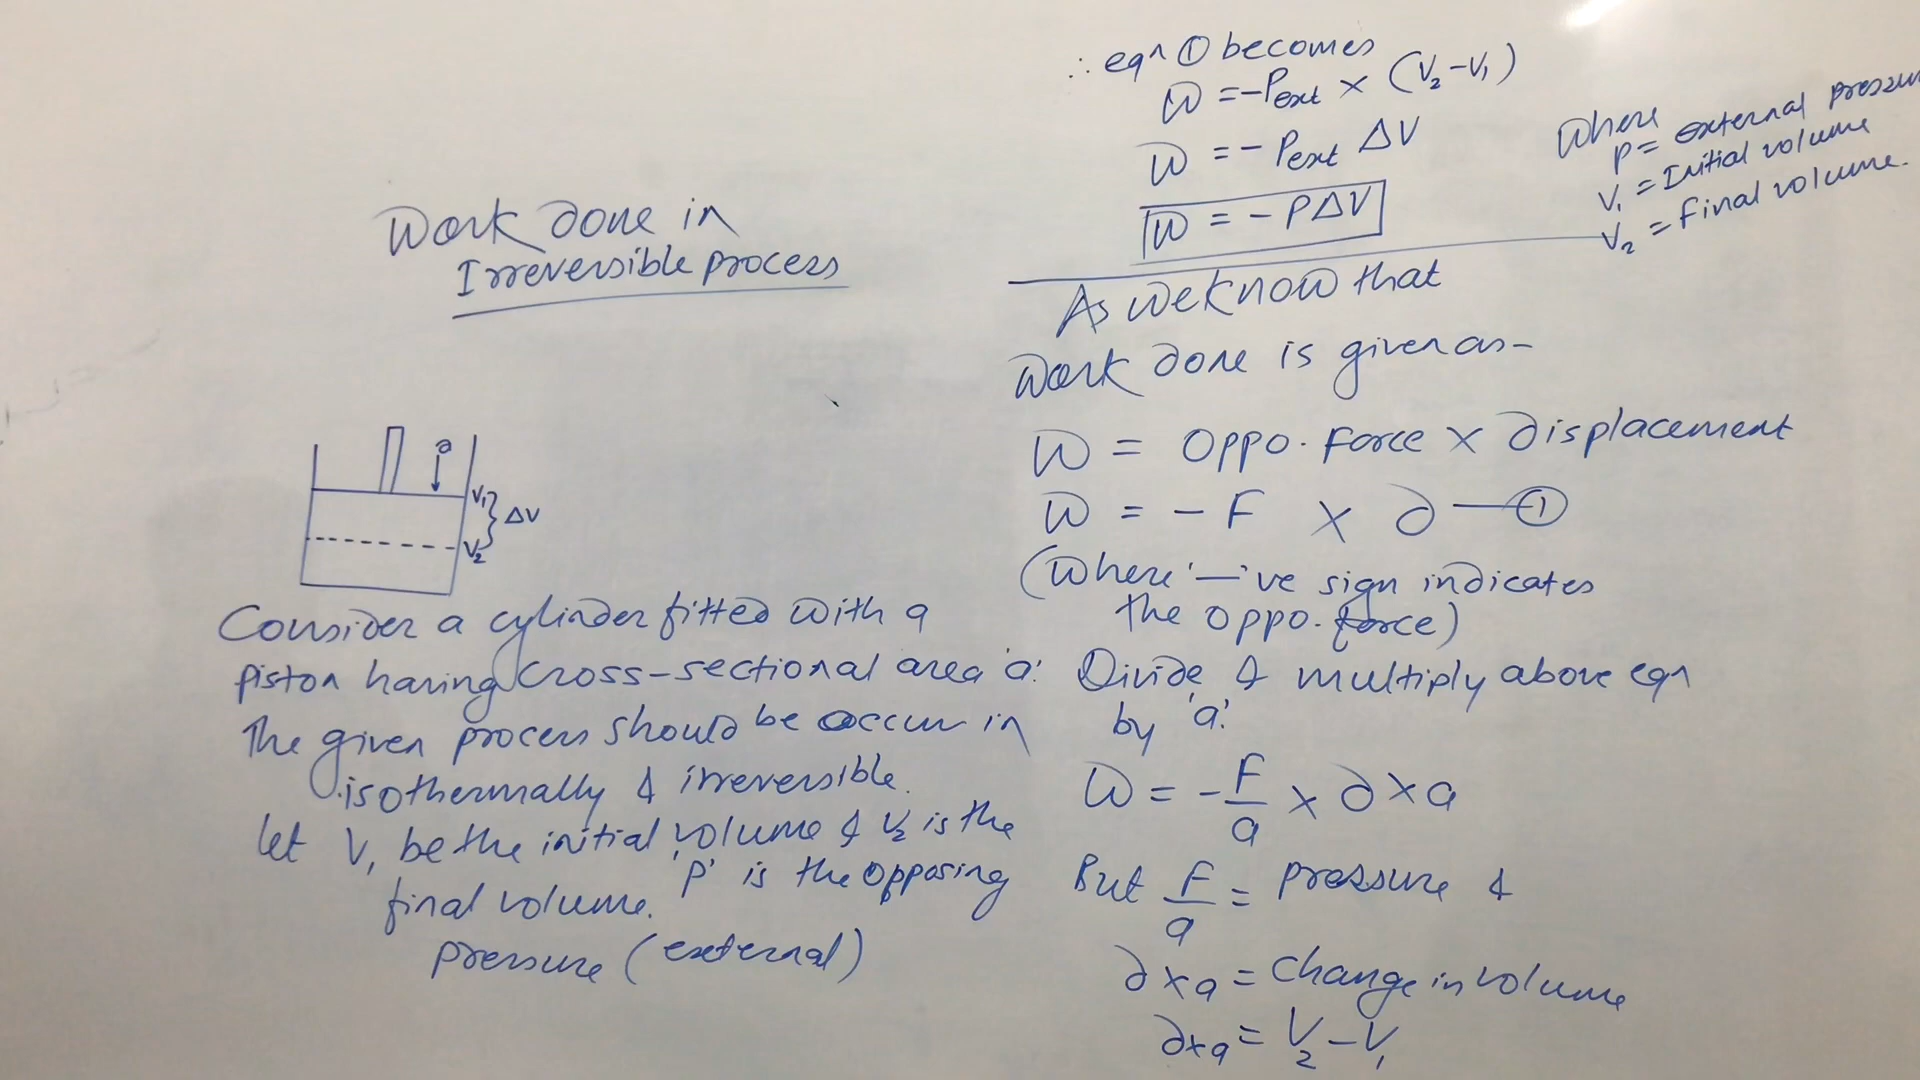 Work done in
Irreversible process
a
V₁
ΔV
V₂
Consider a cylinder fitted with a
piston having cross-sectional area 'a'.
The given process should be occur in
isothermally & irreversible.
let V₁ be the initial volume & V₂ is the
final volume. 'P' is the opposing
pressure (external)
As we know that
Work done is given as-
W = oppo. force × displacement
W = - F × d — ①
(Where '—'ve sign indicates
the oppo. force)
Divide & multiply above eqn
by 'a'.
W = - F/a × d × a
But F/a = pressure &
d×a = Change in volume
d×a = V₂ - V₁
∴ eqn ① becomes
W = -Pext × (V₂-V₁)
W = - Pext ΔV
W = - PΔV
Where
P = external
V₁ = Initial volume
V₂ = final volume.